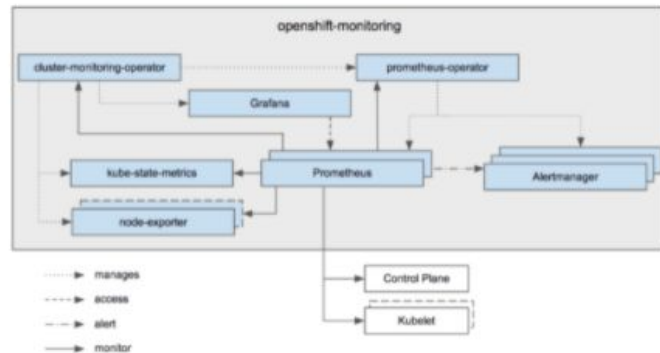 openshift-monitoring
cluster-monitoring-operator
prometheus-operator
Grafana
kube-state-metrics
Prometheus
Alertmanager
node-exporter
manages
access
alert
monitor
Control Plane
Kubelet